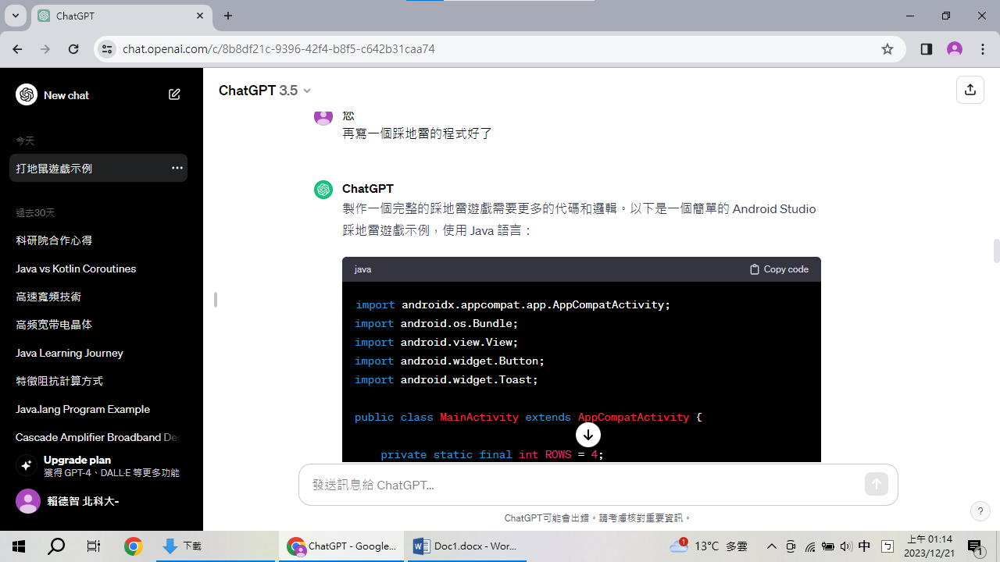 ChatGPT
chat.openai.com/c/8b8df21c-9396-42f4-b8f5-c642b31caa74
New chat
今天
打地鼠遊戲示例
過去30天
科研院合作心得
Java vs Kotlin Coroutines
高速寬頻技術
高频宽带电晶体
Java Learning Journey
特徵阻抗計算方式
Java.lang Program Example
Cascade Amplifier Broadband De
Upgrade plan
獲得 GPT-4、DALL·E 等更多功能
賴德智 北科大-
ChatGPT 3.5
您
再寫一個踩地雷的程式好了
ChatGPT
製作一個完整的踩地雷遊戲需要更多的代碼和邏輯。以下是一個簡單的 Android Studio
踩地雷遊戲示例，使用 Java 語言：
java
Copy code
import androidx.appcompat.app.AppCompatActivity;
import android.os.Bundle;
import android.view.View;
import android.widget.Button;
import android.widget.Toast;
public class MainActivity extends AppCompatActivity {
private static final int ROWS = 4;
發送訊息給 ChatGPT...
ChatGPT可能會出錯。請考慮核對重要資訊。
?
下載
ChatGPT - Google...
Doc1.docx - Wor...
1
13°C 多雲
中
上午 01:14
2023/12/21
1